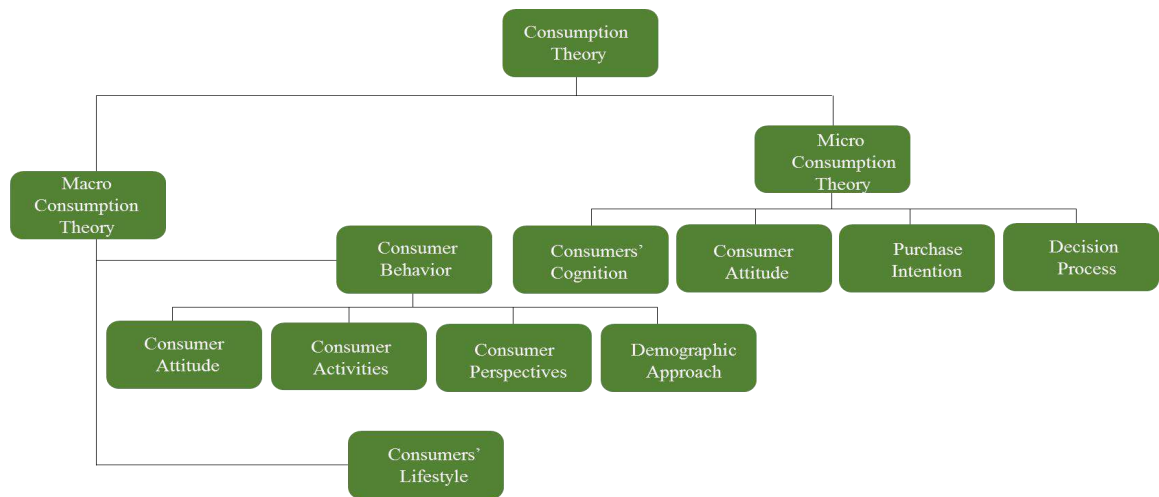 Consumption
Theory
Micro
Consumption
Theory
Macro
Consumption
Theory
Consumer
Behavior
Consumers’
Cognition
Consumer
Attitude
Purchase
Intention
Decision
Process
Consumer
Attitude
Consumer
Activities
Consumer
Perspectives
Demographic
Approach
Consumers’
Lifestyle